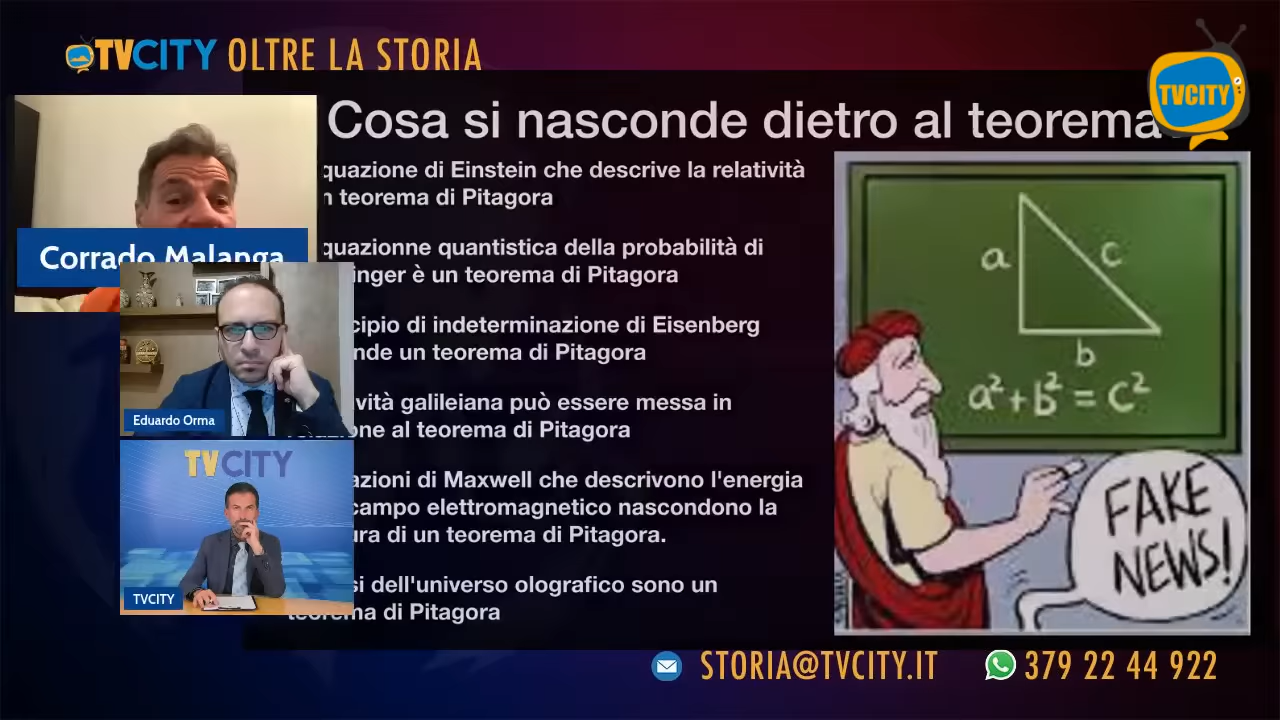 TVCITY OLTRE LA STORIA
TVCITY
Cosa si nasconde dietro al teorema
quazione di Einstein che descrive la relatività
n teorema di Pitagora
quazionne quantistica della probabilità di
inger è un teorema di Pitagora
cipio di indeterminazione di Eisenberg
nde un teorema di Pitagora
vità galileiana può essere messa in
one al teorema di Pitagora
azioni di Maxwell che descrivono l'energia
campo elettromagnetico nascondono la
ura di un teorema di Pitagora.
si dell'universo olografico sono un
teorema di Pitagora
Corrado Malanga
Eduardo Orma
TVCITY
TVCITY
a
c
b
a²+b²=c²
FAKE
NEWS!
STORIA@TVCITY.IT 379 22 44 922